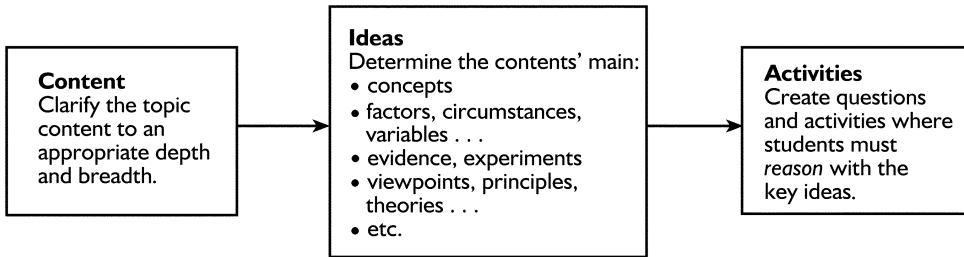 Content
Clarify the topic
content to an
appropriate depth
and breadth.
Ideas
Determine the contents' main:
• concepts
• factors, circumstances,
variables . . .
• evidence, experiments
• viewpoints, principles,
theories . . .
• etc.
Activities
Create questions
and activities where
students must
reason with the
key ideas.